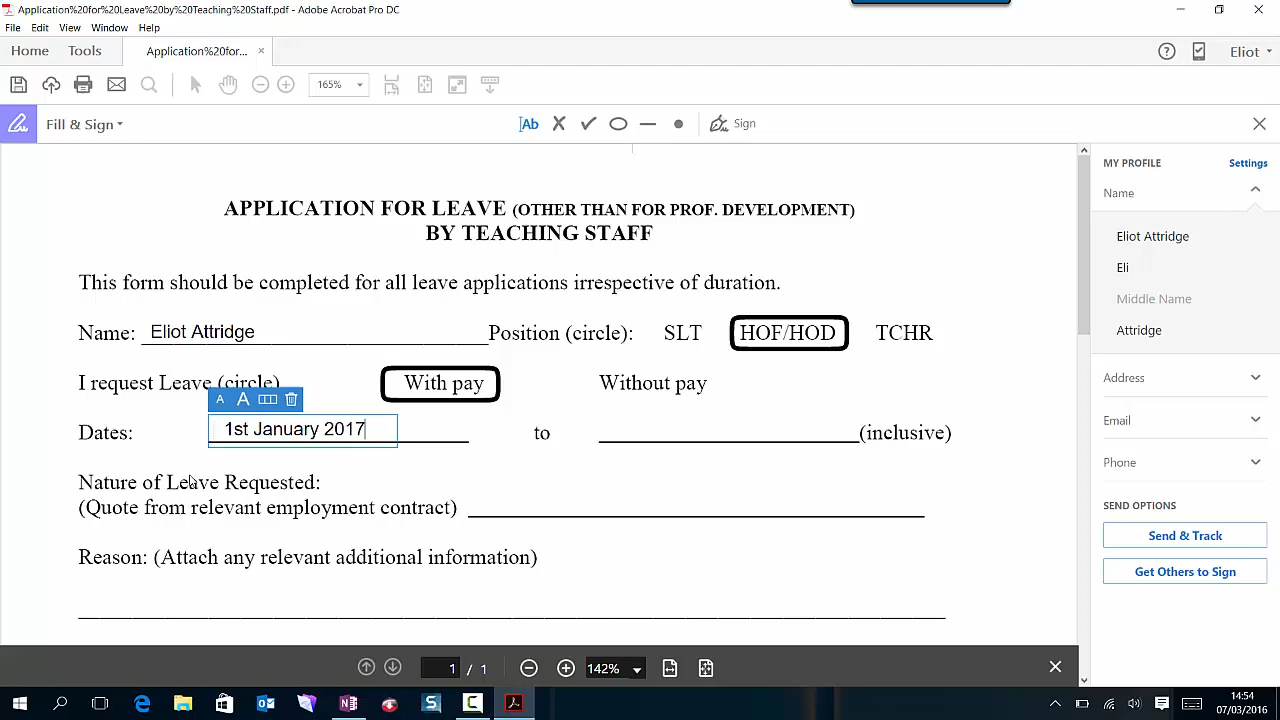 Application%20for%20Leave%20by%20Teaching%20Staff.pdf - Adobe Acrobat Pro DC
File Edit View Window Help
Home Tools Application%20for... × Eliot
165%
Fill & Sign Ab Sign
MY PROFILE Settings
Name
Eliot Attridge
Eli
Middle Name
Attridge
Address
Email
Phone
SEND OPTIONS
Send & Track
Get Others to Sign
APPLICATION FOR LEAVE (OTHER THAN FOR PROF. DEVELOPMENT)
BY TEACHING STAFF
This form should be completed for all leave applications irrespective of duration.
Name: Eliot Attridge Position (circle): SLT HOF/HOD TCHR
I request Leave (circle) With pay Without pay
A A
Dates: 1st January 2017 to (inclusive)
Nature of Leave Requested:
(Quote from relevant employment contract)
Reason: (Attach any relevant additional information)
1 / 1 142%
14:54
07/03/2016